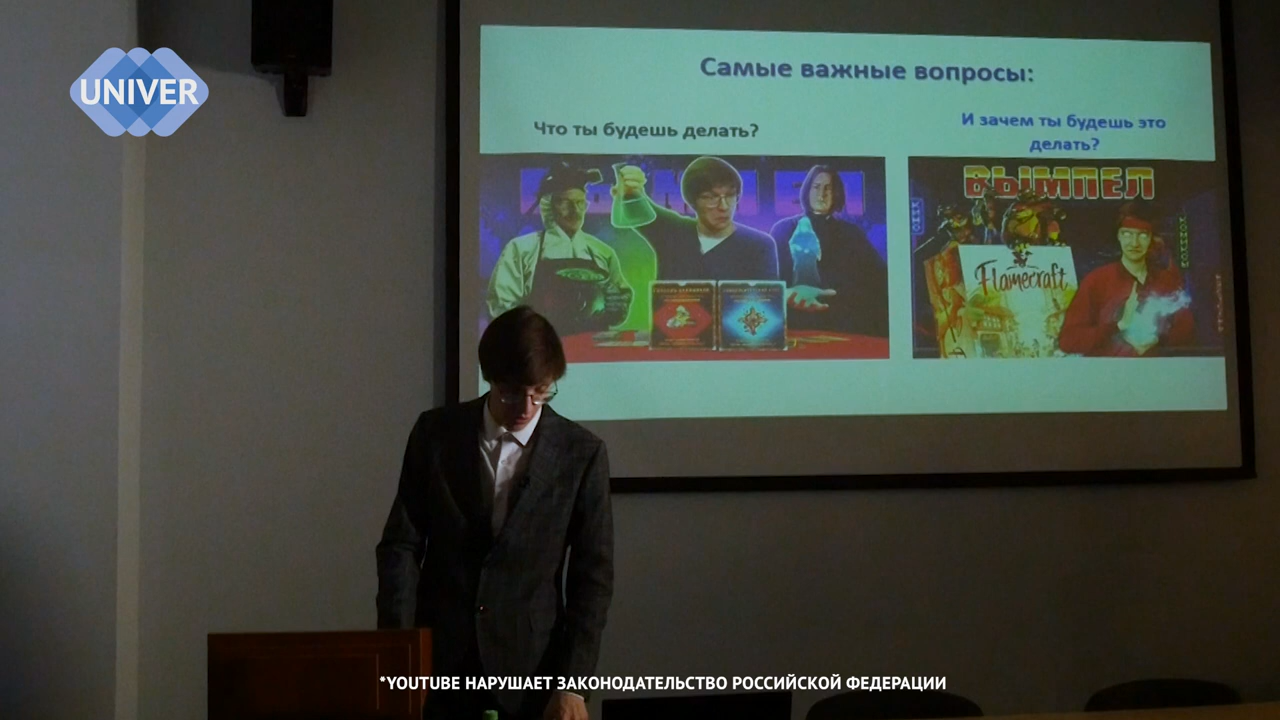 UNIVER
Самые важные вопросы:
Что ты будешь делать?
И зачем ты будешь это
делать?
ВЫМПЕЛ
Flamecraft
*YOUTUBE НАРУШАЕТ ЗАКОНОДАТЕЛЬСТВО РОССИЙСКОЙ ФЕДЕРАЦИИ